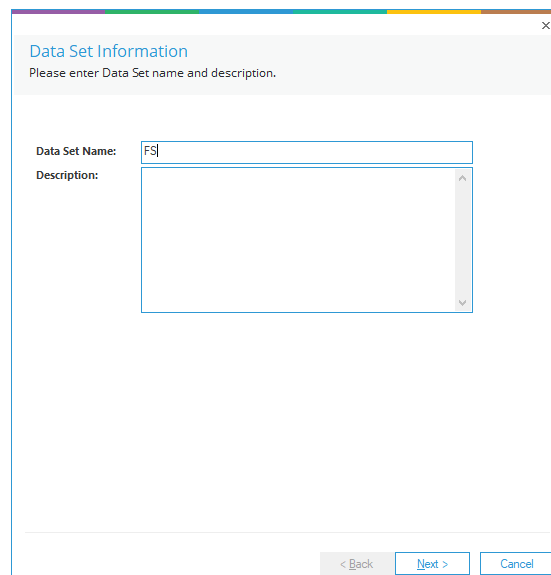 ×
Data Set Information
Please enter Data Set name and description.
Data Set Name:
FS
Description:
< Back
Next >
Cancel